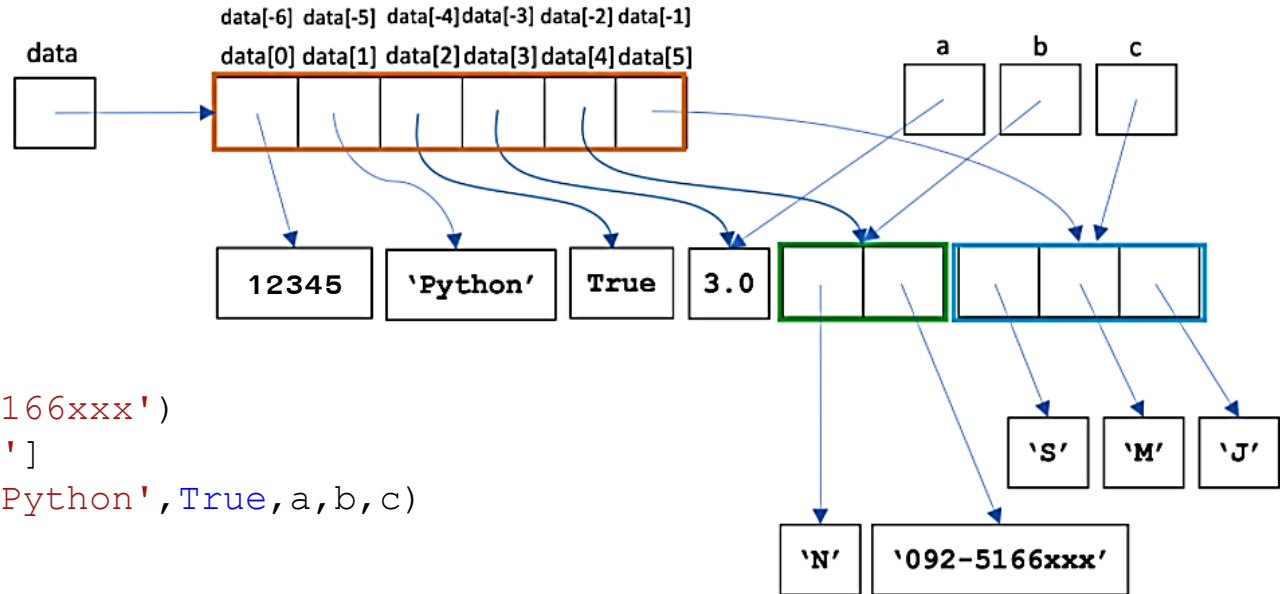 data[-6] data[-5] data[-4]data[-3] data[-2] data[-1]
data
data[0] data[1] data[2] data[3] data[4] data[5]
a b c
12345 ‘Python’ True 3.0
166xxx')
']
Python',True,a,b,c)
‘S’ ‘M’ ‘J’
‘N’ ‘092-5166xxx’